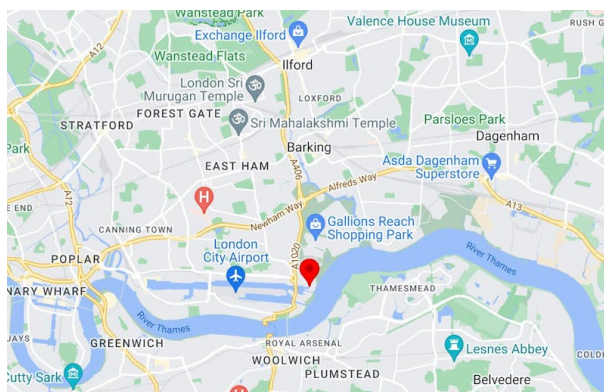 Wanstead Park
Valence House Museum
RUSH G
A12
Exchange Ilford
Wanstead Flats
Ilford
London Sri
Murugan Temple
LOXFORD
FOREST GATE
Parsloes Park
STRATFORD
Sri Mahalakshmi Temple
Dagenham
Park
Barking
EAST HAM
A406
Asda Dagenham
Superstore
A12
Alfreds Way
A13
E END
H
Newham Way
Gallions Reach
Shopping Park
CANNING TOWN
A1020
River Thames
POPLAR
London
City Airport
NARY WHARF
THAMESMEAD
River Thames
COLDH
JAYS
GREENWICH
ROYAL ARSENAL
Lesnes Abbey
WOOLWICH
Cutty Sark
PLUMSTEAD
Belvedere
H